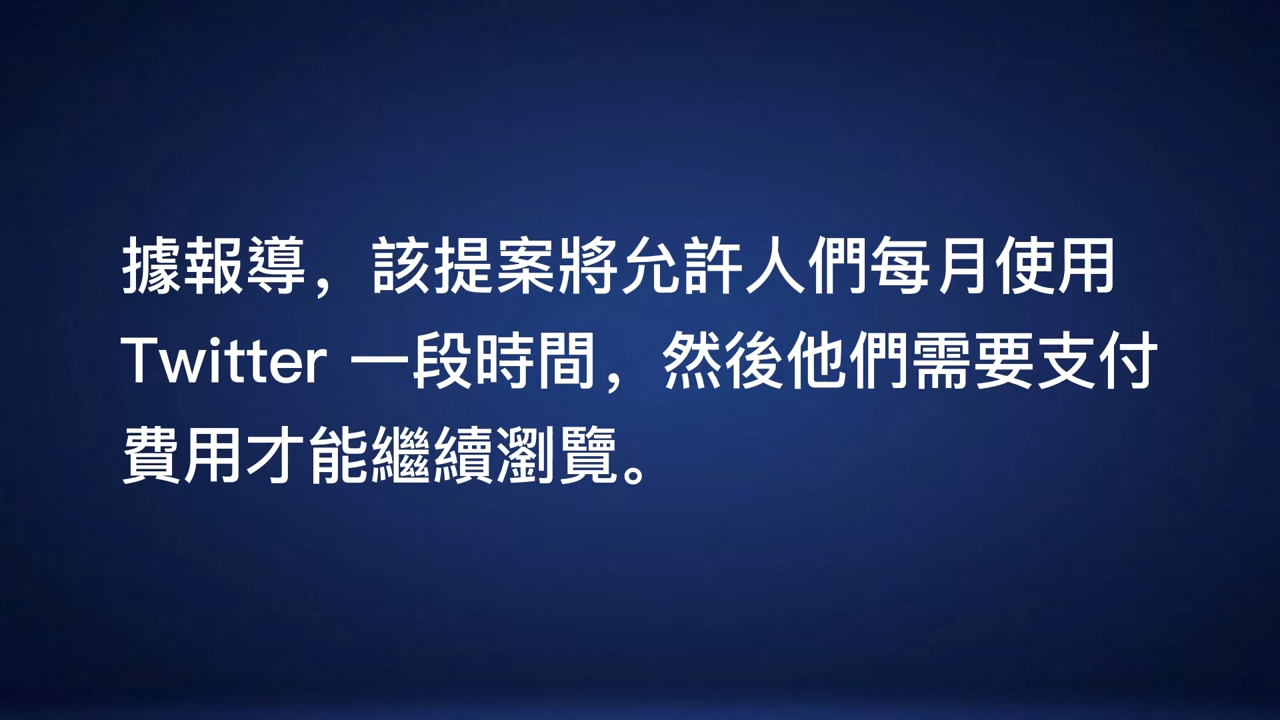 據報導，該提案將允許人們每月使用
Twitter 一段時間，然後他們需要支付
費用才能繼續瀏覽。